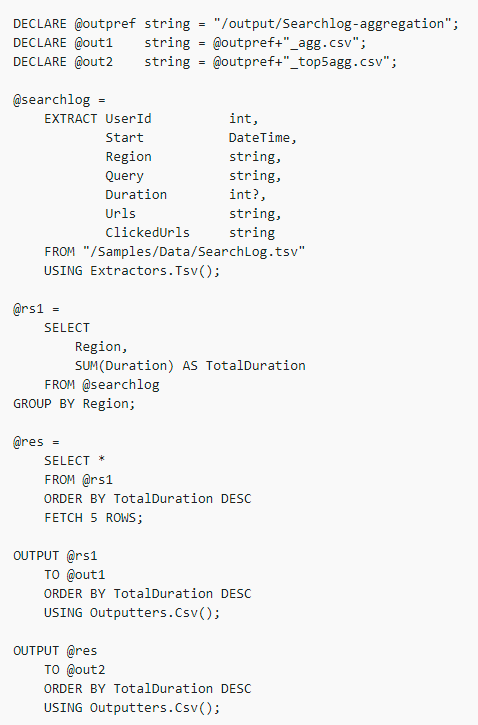 DECLARE @outpref string = "/output/Searchlog-aggregation";
DECLARE @out1    string = @outpref+"_agg.csv";
DECLARE @out2    string = @outpref+"_top5agg.csv";

@searchlog =
    EXTRACT UserId          int,
            Start           DateTime,
            Region          string,
            Query           string,
            Duration        int?,
            Urls            string,
            ClickedUrls     string
    FROM "/Samples/Data/SearchLog.tsv"
    USING Extractors.Tsv();

@rs1 =
    SELECT
        Region,
        SUM(Duration) AS TotalDuration
    FROM @searchlog
GROUP BY Region;

@res =
    SELECT *
    FROM @rs1
    ORDER BY TotalDuration DESC
    FETCH 5 ROWS;

OUTPUT @rs1
    TO @out1
    ORDER BY TotalDuration DESC
    USING Outputters.Csv();

OUTPUT @res
    TO @out2
    ORDER BY TotalDuration DESC
    USING Outputters.Csv();